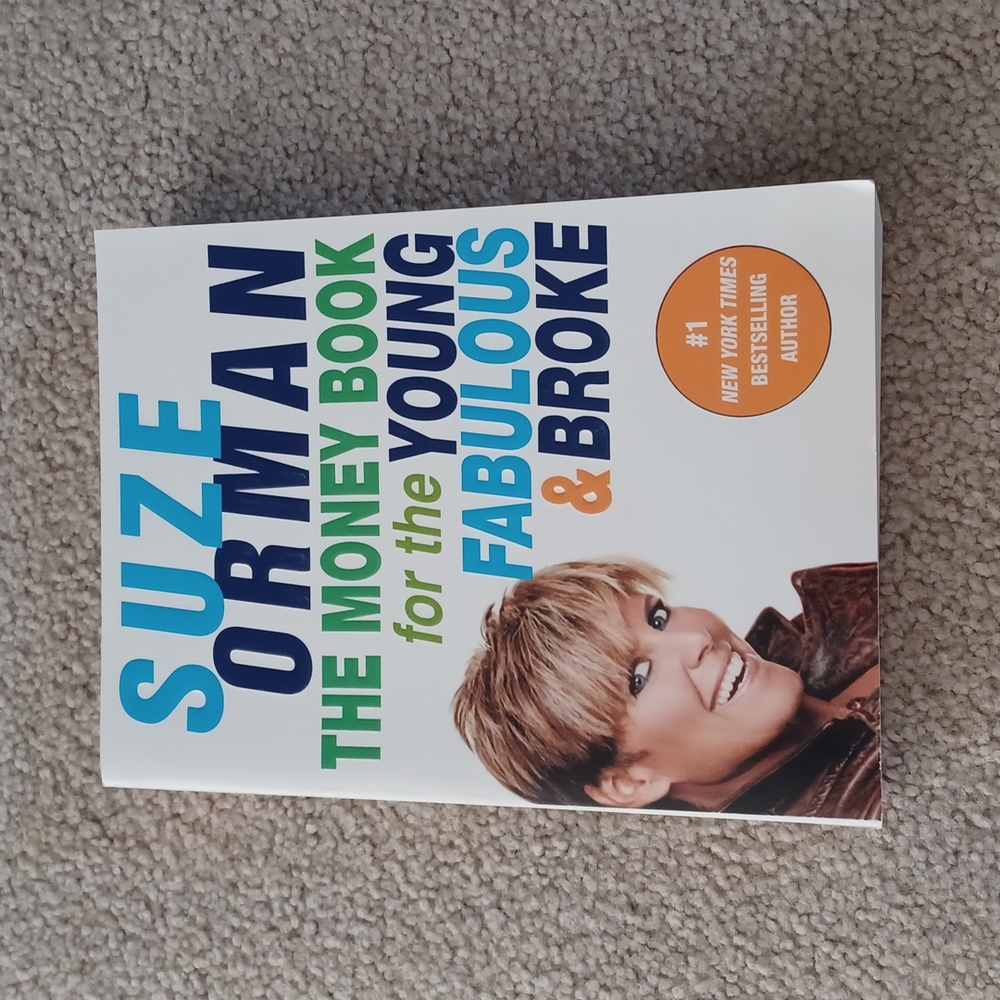 SUZE
ORMAN
THE MONEY BOOK
for the YOUNG
FABULOUS
& BROKE
#1
NEW YORK TIMES
BESTSELLING
AUTHOR